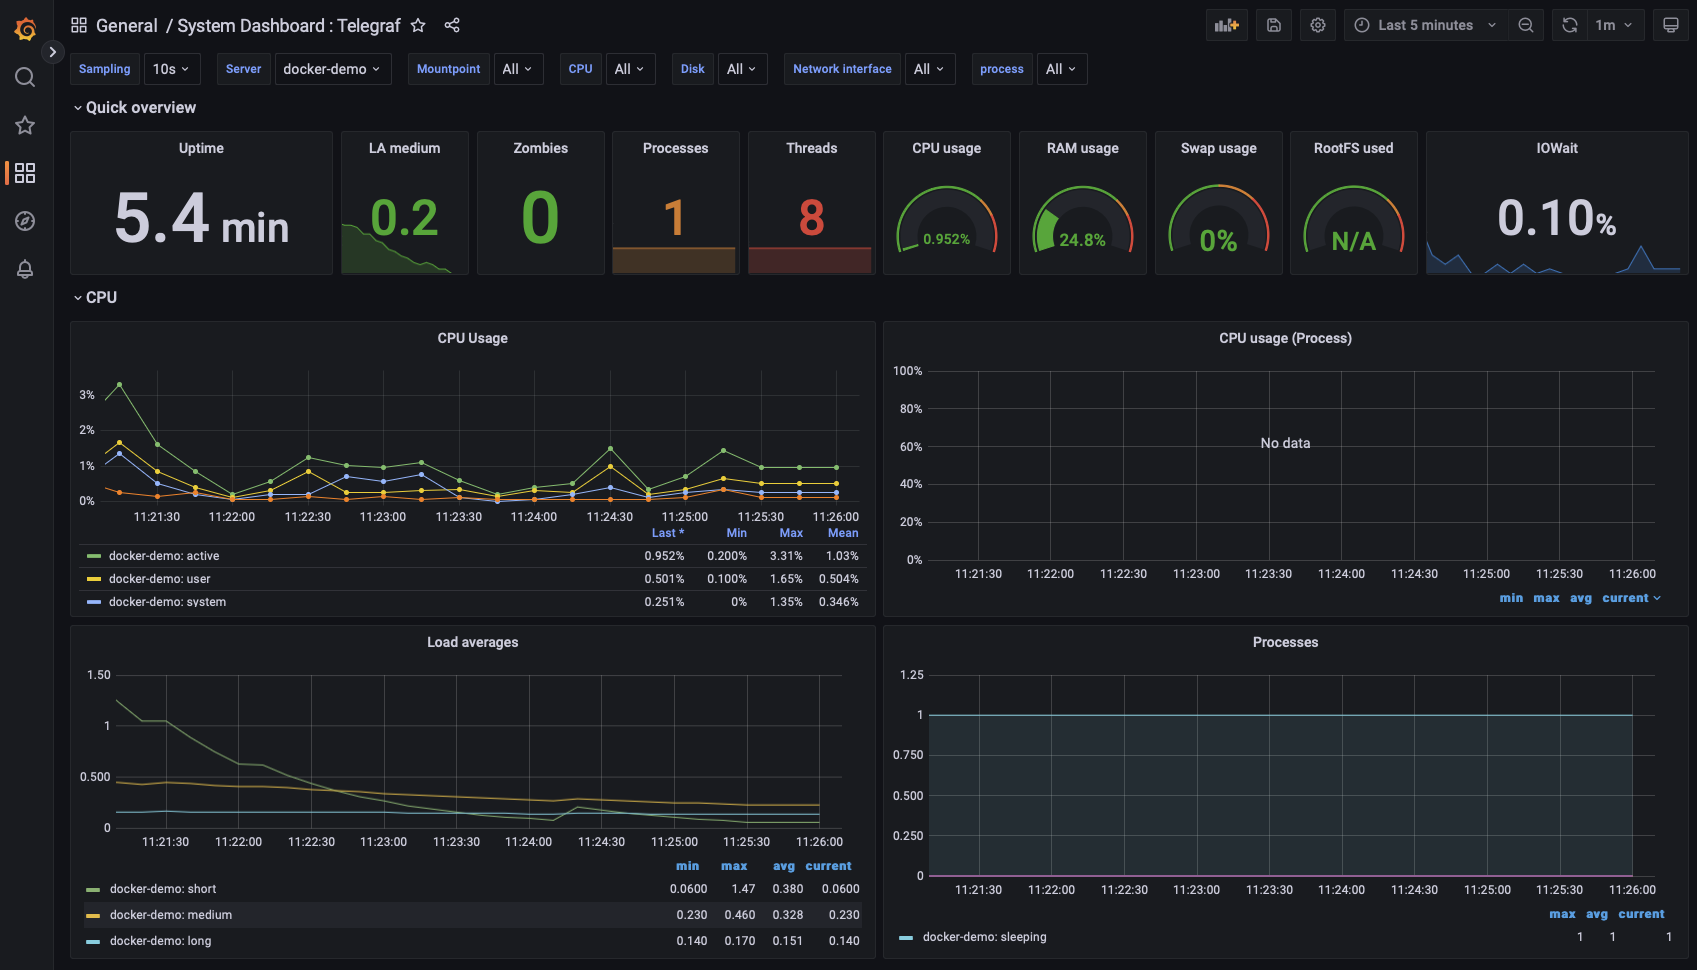 General / System Dashboard : Telegraf
Last 5 minutes
1m
Sampling 10s Server docker-demo Mountpoint All CPU All Disk All Network interface All process All
Quick overview
Uptime
5.4 min
LA medium
0.2
Zombies
0
Processes
1
Threads
8
CPU usage
0.952%
RAM usage
24.8%
Swap usage
0%
RootFS used
N/A
IOWait
0.10%
CPU
CPU Usage
3%
2%
1%
0%
11:21:30 11:22:00 11:22:30 11:23:00 11:23:30 11:24:00 11:24:30 11:25:00 11:25:30 11:26:00
Last * Min Max Mean
docker-demo: active 0.952% 0.200% 3.31% 1.03%
docker-demo: user 0.501% 0.100% 1.65% 0.504%
docker-demo: system 0.251% 0% 1.35% 0.346%
CPU usage (Process)
100%
80%
60%
40%
20%
0%
No data
11:21:30 11:22:00 11:22:30 11:23:00 11:23:30 11:24:00 11:24:30 11:25:00 11:25:30 11:26:00
min max avg current
Load averages
1.50
1
0.500
0
11:21:30 11:22:00 11:22:30 11:23:00 11:23:30 11:24:00 11:24:30 11:25:00 11:25:30 11:26:00
min max avg current
docker-demo: short 0.0600 1.47 0.380 0.0600
docker-demo: medium 0.230 0.460 0.328 0.230
docker-demo: long 0.140 0.170 0.151 0.140
Processes
1.25
1
0.750
0.500
0.250
0
11:21:30 11:22:00 11:22:30 11:23:00 11:23:30 11:24:00 11:24:30 11:25:00 11:25:30 11:26:00
max avg current
docker-demo: sleeping 1 1 1